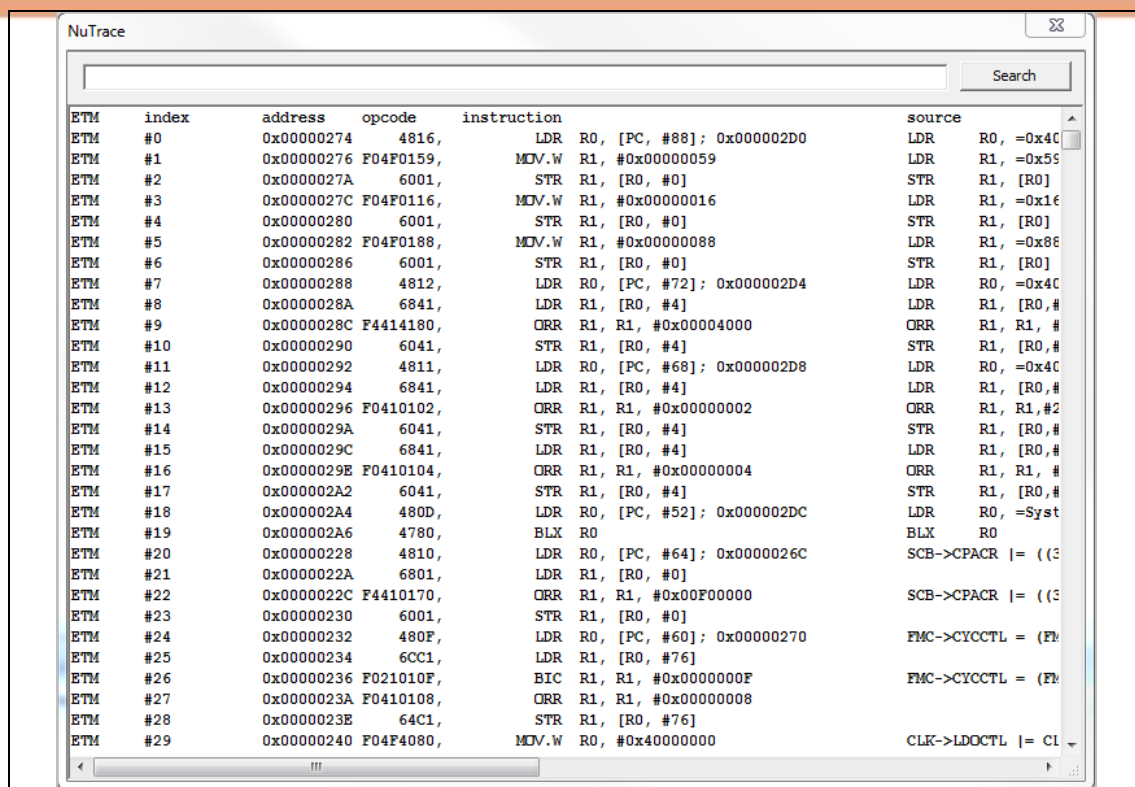 NuTrace
Search
ETM index address opcode instruction source
ETM #0 0x00000274 4816, LDR R0, [PC, #88]; 0x000002D0 LDR R0, =0x40
ETM #1 0x00000276 F04F0159, MOV.W R1, #0x00000059 LDR R1, =0x59
ETM #2 0x0000027A 6001, STR R1, [R0, #0] STR R1, [R0]
ETM #3 0x0000027C F04F0116, MOV.W R1, #0x00000016 LDR R1, =0x16
ETM #4 0x00000280 6001, STR R1, [R0, #0] STR R1, [R0]
ETM #5 0x00000282 F04F0188, MOV.W R1, #0x00000088 LDR R1, =0x88
ETM #6 0x00000286 6001, STR R1, [R0, #0] STR R1, [R0]
ETM #7 0x00000288 4812, LDR R0, [PC, #72]; 0x000002D4 LDR R0, =0x40
ETM #8 0x0000028A 6841, LDR R1, [R0, #4] LDR R1, [R0,#
ETM #9 0x0000028C F4414180, ORR R1, R1, #0x00004000 ORR R1, R1, #
ETM #10 0x00000290 6041, STR R1, [R0, #4] STR R1, [R0,#
ETM #11 0x00000292 4811, LDR R0, [PC, #68]; 0x000002D8 LDR R0, =0x40
ETM #12 0x00000294 6841, LDR R1, [R0, #4] LDR R1, [R0,#
ETM #13 0x00000296 F0410102, ORR R1, R1, #0x00000002 ORR R1, R1,#2
ETM #14 0x0000029A 6041, STR R1, [R0, #4] STR R1, [R0,#
ETM #15 0x0000029C 6841, LDR R1, [R0, #4] LDR R1, [R0,#
ETM #16 0x0000029E F0410104, ORR R1, R1, #0x00000004 ORR R1, R1, #
ETM #17 0x000002A2 6041, STR R1, [R0, #4] STR R1, [R0,#
ETM #18 0x000002A4 480D, LDR R0, [PC, #52]; 0x000002DC LDR R0, =Syst
ETM #19 0x000002A6 4780, BLX R0 BLX R0
ETM #20 0x00000228 4810, LDR R0, [PC, #64]; 0x0000026C SCB->CPACR |= ((3
ETM #21 0x0000022A 6801, LDR R1, [R0, #0]
ETM #22 0x0000022C F4410170, ORR R1, R1, #0x00F00000 SCB->CPACR |= ((3
ETM #23 0x00000230 6001, STR R1, [R0, #0]
ETM #24 0x00000232 480F, LDR R0, [PC, #60]; 0x00000270 FMC->CYCCTL = (FM
ETM #25 0x00000234 6CC1, LDR R1, [R0, #76]
ETM #26 0x00000236 F021010F, BIC R1, R1, #0x0000000F FMC->CYCCTL = (FM
ETM #27 0x0000023A F0410108, ORR R1, R1, #0x00000008
ETM #28 0x0000023E 64C1, STR R1, [R0, #76]
ETM #29 0x00000240 F04F4080, MOV.W R0, #0x40000000 CLK->LDOCTL |= CL